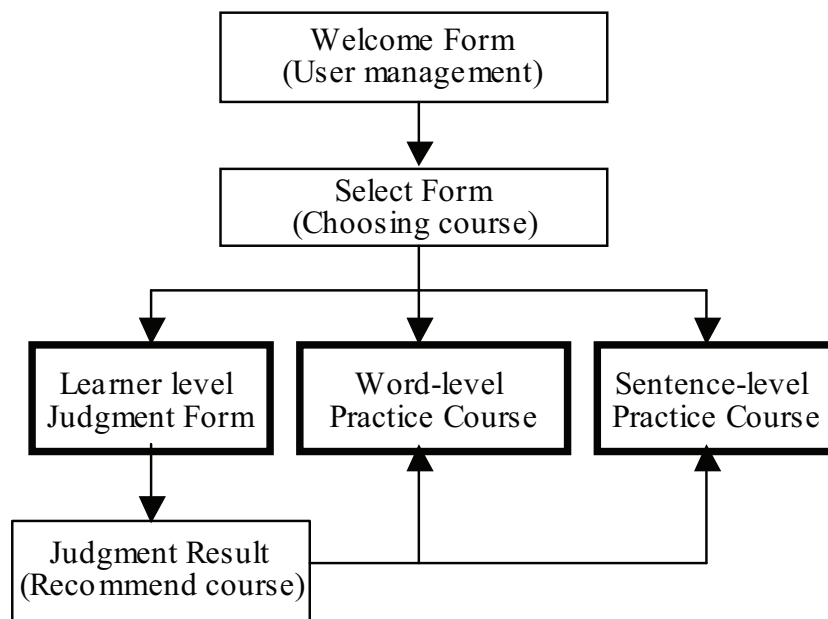 Welcome Form
(User management)
Select Form
(Choosing course)
Learner level
Judgment Form
Word-level
Practice Course
Sentence-level
Practice Course
Judgment Result
(Recommend course)